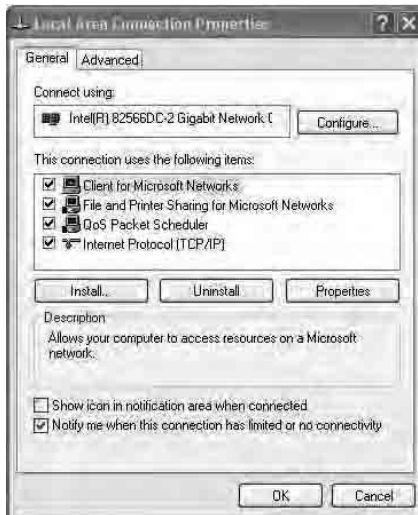 Local Area Connection Properties
General Advanced
Connect using:
Intel(R) 82566DC-2 Gigabit Network C
Configure...
This connection uses the following items:
Client for Microsoft Networks
File and Printer Sharing for Microsoft Networks
QoS Packet Scheduler
Internet Protocol (TCP/IP)
Install... Uninstall Properties
Description
Allows your computer to access resources on a Microsoft
network.
Show icon in notification area when connected
Notify me when this connection has limited or no connectivity
OK Cancel